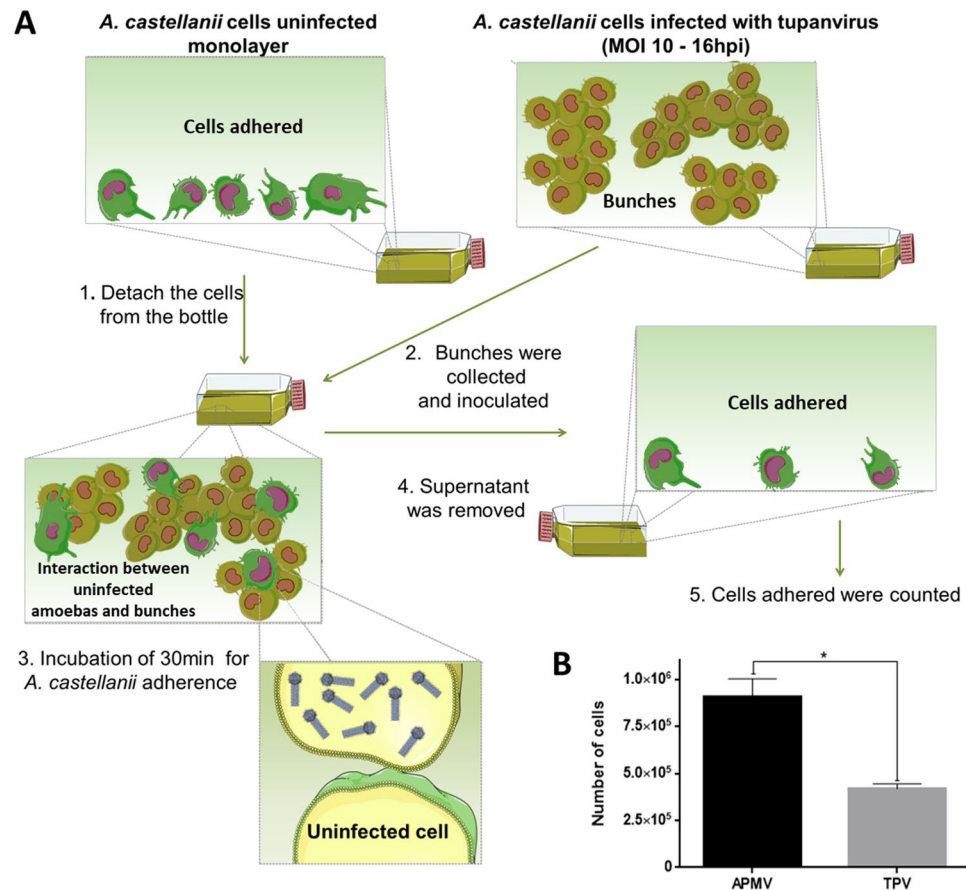 A
A. castellanii cells uninfected
monolayer
A. castellanii cells infected with tupanvirus
(MOI 10 - 16hpi)
Cells adhered
Bunches
1. Detach the cells
from the bottle
2. Bunches were
collected
and inoculated
Cells adhered
4. Supernatant
was removed
Interaction between
uninfected
amoebas and bunches
5. Cells adhered were counted
3. Incubation of 30min for
A. castellanii adherence
Uninfected cell
B
*
Number of cells
1.0×10⁶
7.5×10⁵
5.0×10⁵
2.5×10⁵
0
APMV
TPV